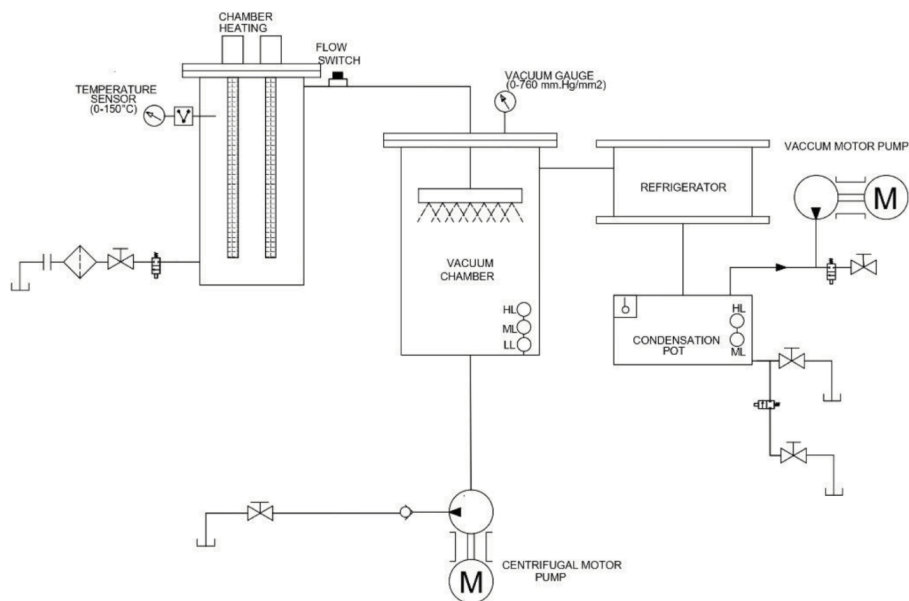 CHAMBER
HEATING
FLOW
SWITCH
TEMPERATURE
SENSOR
(0-150°C)
VACUUM GAUGE
(0-760 mm.Hg/mm2)
VACCUM MOTOR PUMP
M
REFRIGERATOR
VACUUM
CHAMBER
HL
ML
LL
CONDENSATION
POT
HL
ML
M
CENTRIFUGAL MOTOR
PUMP